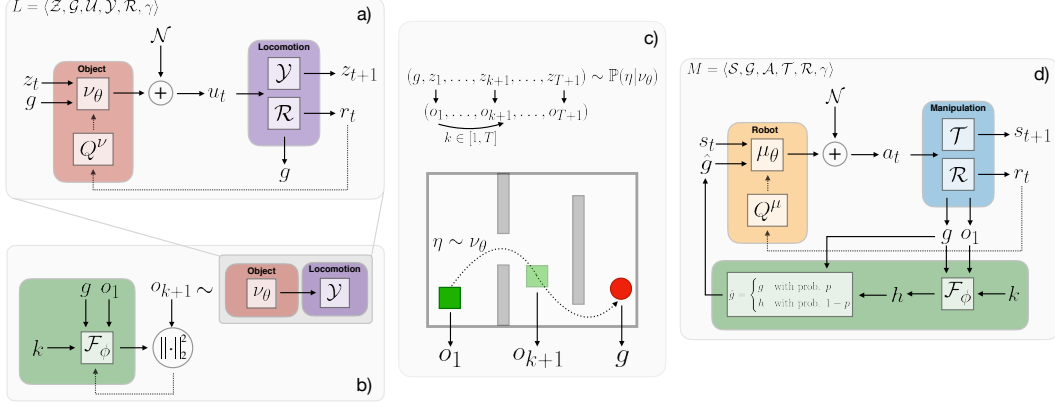 a)
L = ⟨𝒵, 𝒢, 𝒰, 𝒴, ℛ, γ⟩
𝒩
Object
Locomotion
z_t
g
ν_θ
+
u_t
𝒴
z_{t+1}
ℛ
r_t
Q^ν
g
b)
g o_1
o_{k+1} ∼
Object
Locomotion
ν_θ
𝒴
k
ℱ_ϕ
‖·‖_2^2
c)
(g, z_1, . . . , z_{k+1}, . . . , z_{T+1}) ∼ ℙ(η|ν_θ)
(o_1, . . . , o_{k+1}, . . . , o_{T+1})
k ∈ [1, T]
η ∼ ν_θ
o_1
o_{k+1}
g
d)
M = ⟨𝒮, 𝒢, 𝒜, 𝒯, ℛ, γ⟩
𝒩
Robot
Manipulation
s_t
ĝ
μ_θ
+
a_t
𝒯
s_{t+1}
ℛ
r_t
Q^μ
g o_1
ĝ = { g with prob. p
h with prob. 1 − p
h
ℱ_ϕ
k